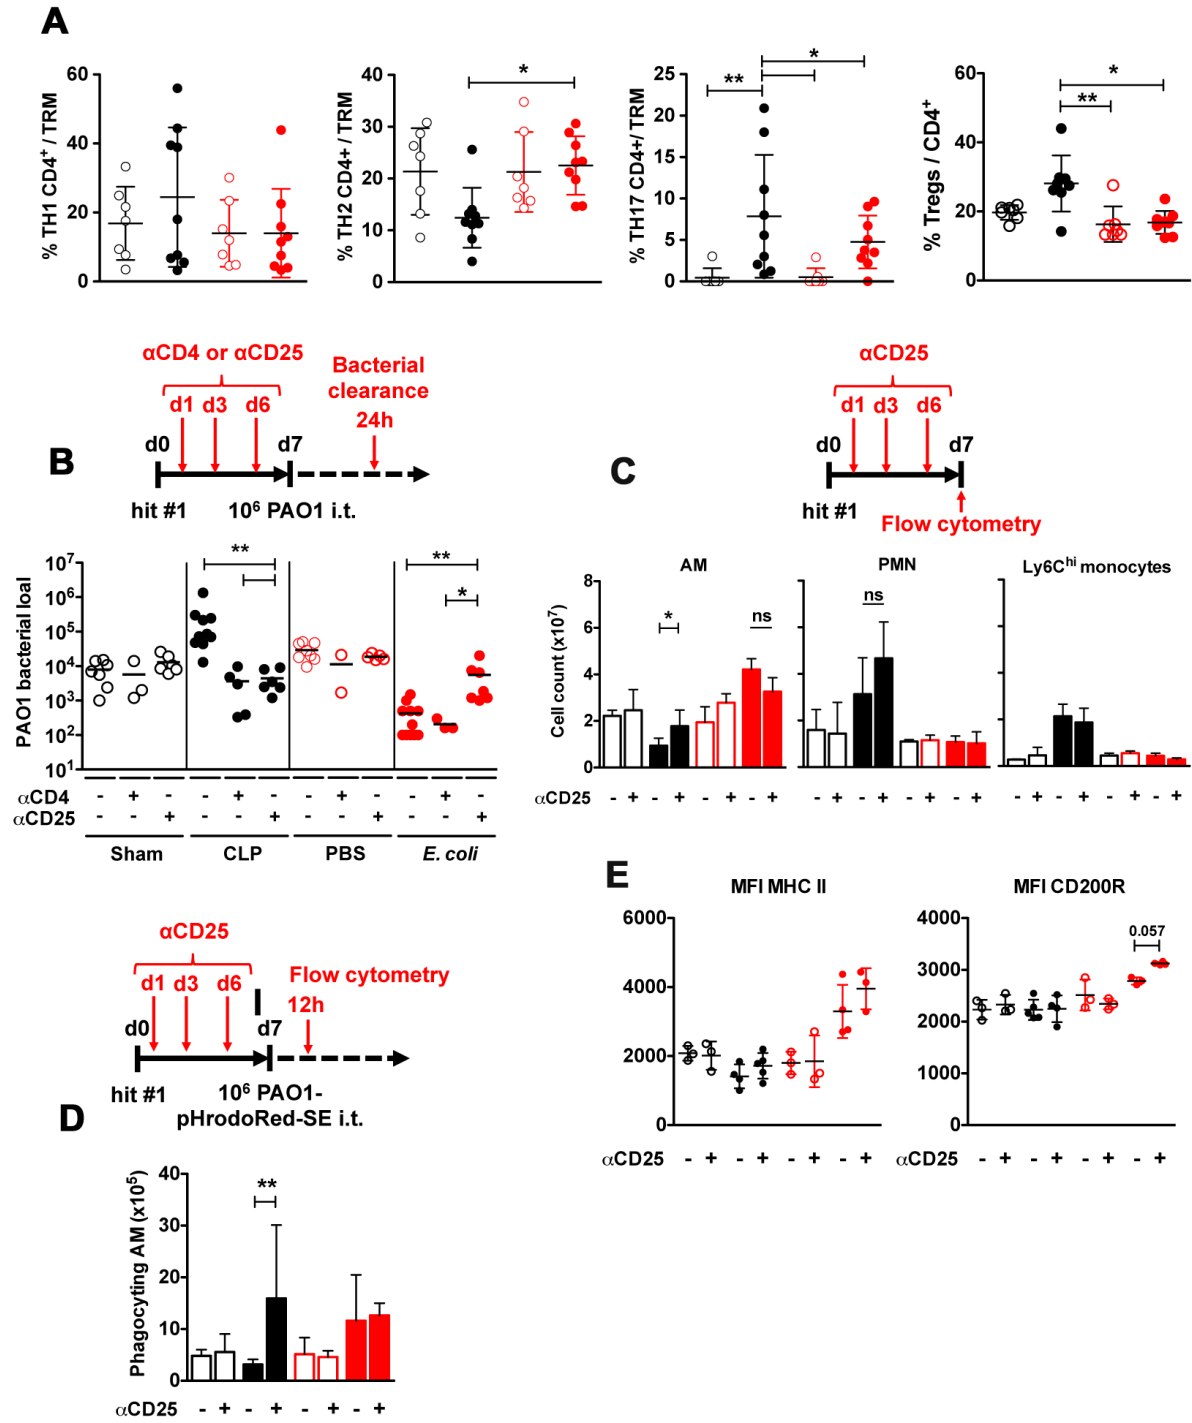 A
% TH1 CD4+ / TRM
60
40
20
0
% TH2 CD4+ / TRM
40
30
20
10
0
*
% TH17 CD4+/ TRM
25
20
15
10
5
0
**
*
% Tregs / CD4+
60
40
20
0
**
*
αCD4 or αCD25
d1 d3 d6
d0 d7
Bacterial
clearance
24h
hit #1 10⁶ PAO1 i.t.
B
PAO1 bacterial loal
10⁷
10⁶
10⁵
10⁴
10³
10²
10¹
**
**
*
αCD4 - + - - + - - + - - + -
αCD25 - - + - - + - - + - - +
Sham CLP PBS E. coli
αCD25
d1 d3 d6
d0 d7
hit #1
Flow cytometry
C
AM PMN Ly6Chi monocytes
Cell count (x10⁷)
8
6
4
2
0
*
ns
ns
αCD25 - + - + - + - + - + - + - + - + - + - + - + - +
αCD25
d1 d3 d6
d0 d7
Flow cytometry
12h
hit #1 10⁶ PAO1-
pHrodoRed-SE i.t.
D
Phagocyting AM (x10⁵)
40
30
20
10
0
**
αCD25 - + - + - + - +
E
MFI MHC II
6000
4000
2000
0
αCD25 - + - + - + - +
MFI CD200R
4000
3000
2000
1000
0
0.057
αCD25 - + - + - + - +